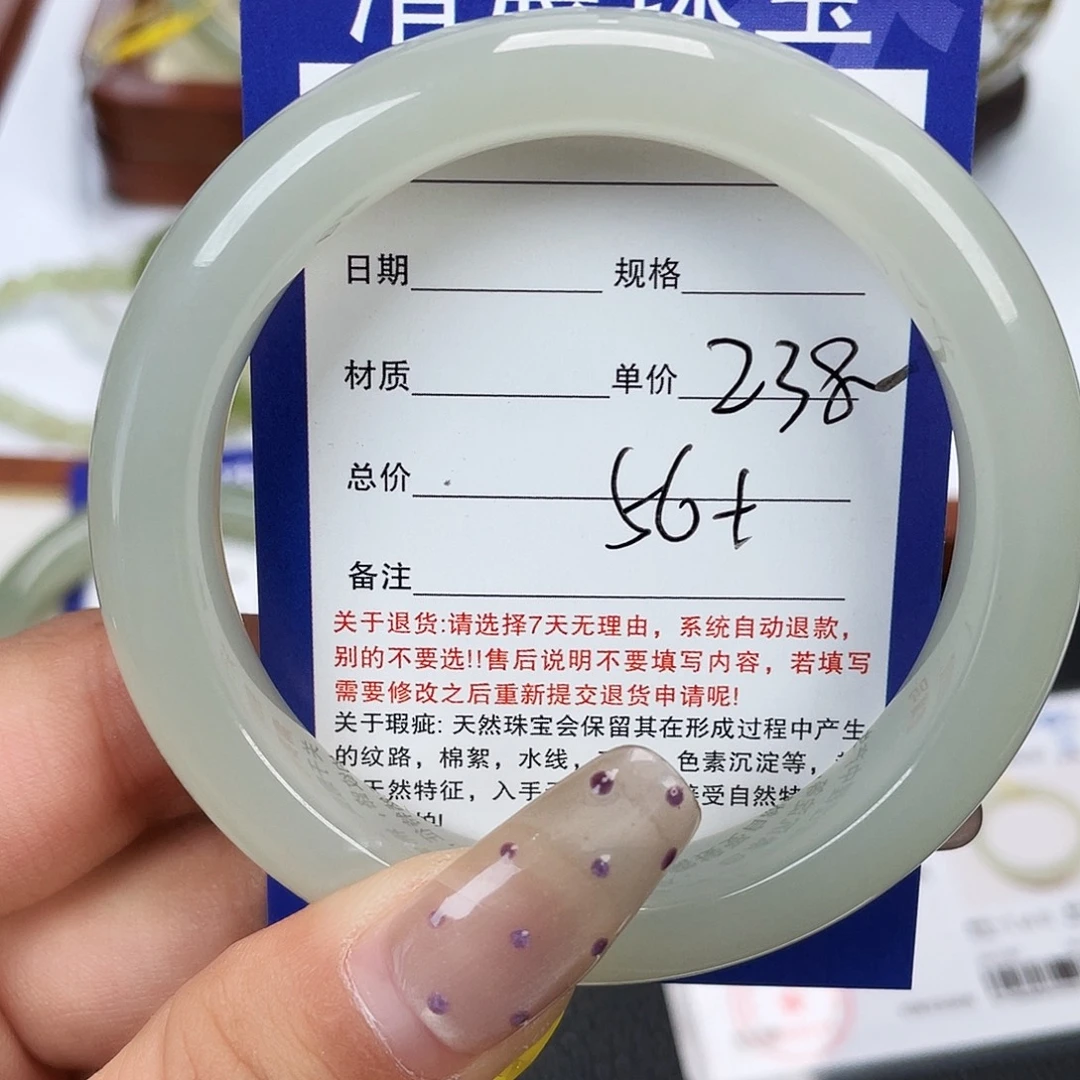 日期 规格
材质 单价 238
总价 56+
备注
关于退货:请选择7天无理由，系统自动退款，
别的不要选!!售后说明不要填写内容，若填写
需要修改之后重新提交退货申请呢!
关于瑕疵: 天然珠宝会保留其在形成过程中产生
的纹路，棉絮，水线， 色素沉淀等，
天然特征，入手 受自然特